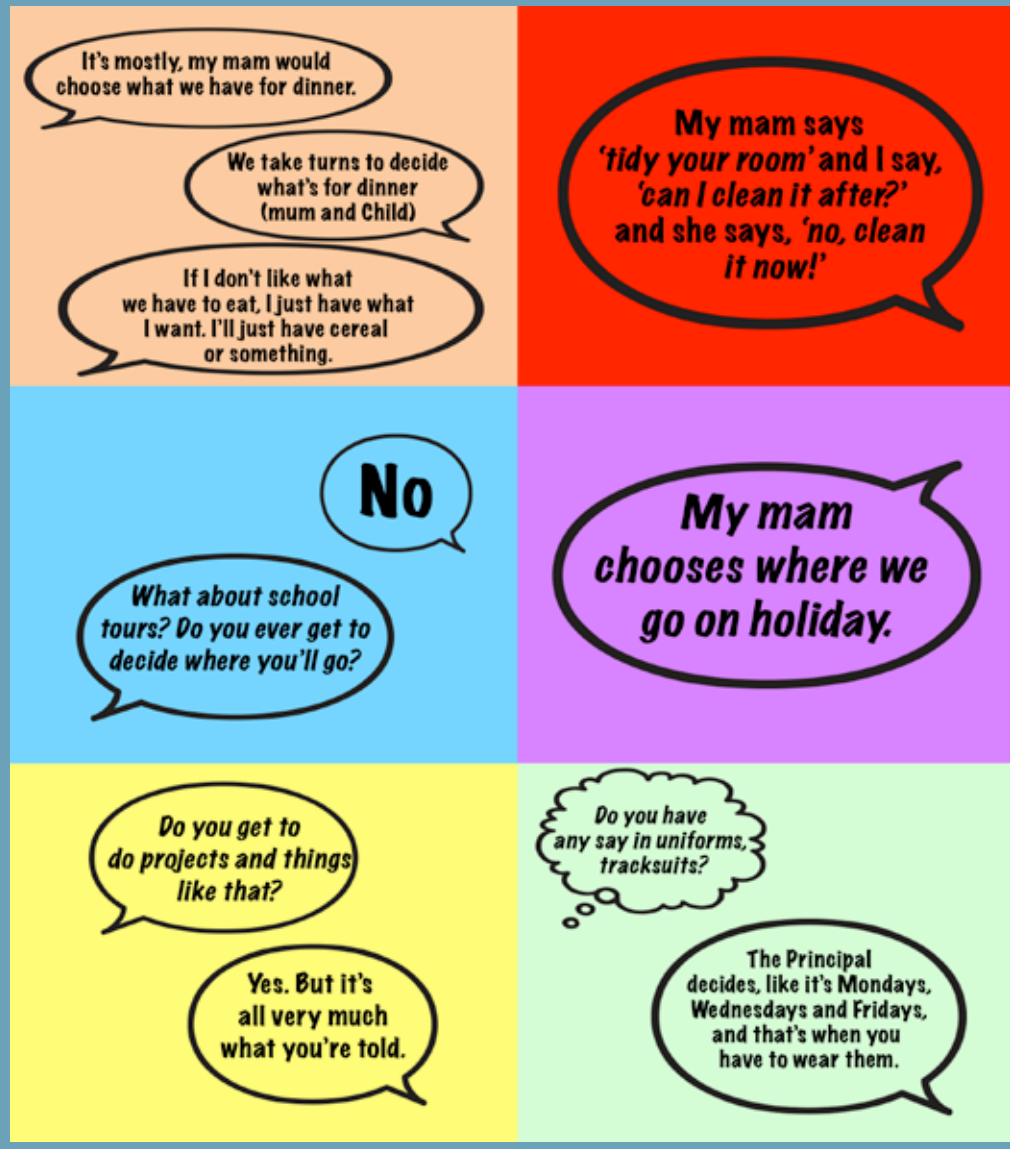 It's mostly, my mam would
choose what we have for dinner.
We take turns to decide
what's for dinner
(mum and Child)
If I don't like what
we have to eat, I just have what
I want. I'll just have cereal
or something.
My mam says
'tidy your room' and I say,
'can I clean it after?'
and she says, 'no, clean
it now!'
No
What about school
tours? Do you ever get to
decide where you'll go?
My mam
chooses where we
go on holiday.
Do you get to
do projects and things
like that?
Yes. But it's
all very much
what you're told.
Do you have
any say in uniforms,
tracksuits?
The Principal
decides, like it's Mondays,
Wednesdays and Fridays,
and that's when you
have to wear them.